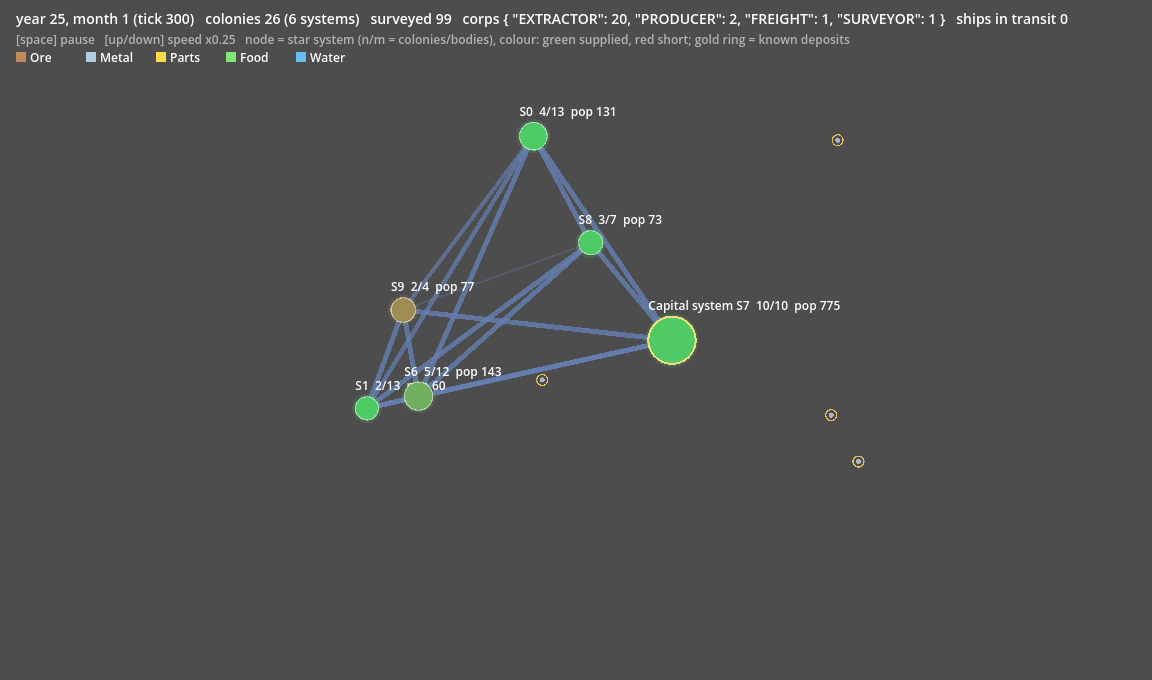 year 25, month 1 (tick 300)   colonies 26 (6 systems)   surveyed 99   corps { "EXTRACTOR": 20, "PRODUCER": 2, "FREIGHT": 1, "SURVEYOR": 1 }   ships in transit 0
[space] pause   [up/down] speed x0.25   node = star system (n/m = colonies/bodies), colour: green supplied, red short; gold ring = known deposits
Ore   Metal   Parts   Food   Water
S0  4/13  pop 131
S8  3/7  pop 73
S9  2/4  pop 77
Capital system S7  10/10  pop 775
S6  5/12  pop 143
S1  2/13  60